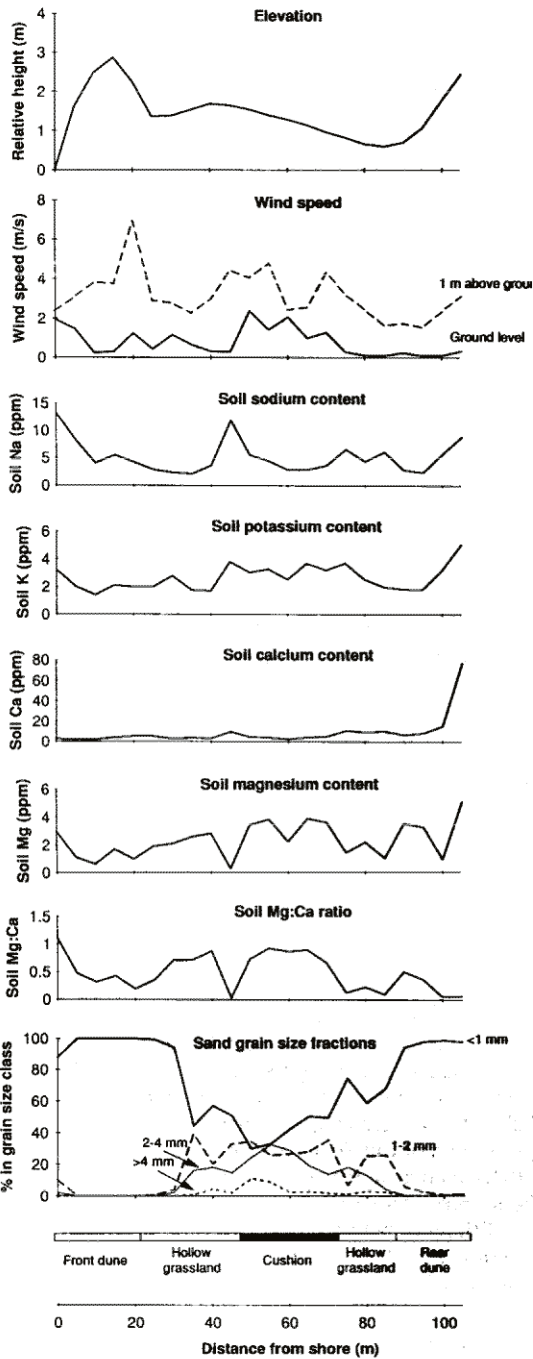 Elevation
Relative height (m)
4
3
2
1
0
Wind speed
Wind speed (m/s)
8
6
4
2
0
1 m above grou
Ground level
Soil sodium content
Soil Na (ppm)
15
10
5
0
Soil potassium content
Soil K (ppm)
6
4
2
0
Soil calcium content
Soil Ca (ppm)
80
60
40
20
0
Soil magnesium content
Soil Mg (ppm)
6
4
2
0
Soil Mg:Ca ratio
Soil Mg:Ca
1.5
1
0.5
0
Sand grain size fractions
% in grain size class
100
80
60
40
20
0
<1 mm
2-4 mm
>4 mm
1-2 mm
Front dune
Hollow grassland
Cushion
Hollow grassland
Rear dune
0 20 40 60 80 100
Distance from shore (m)